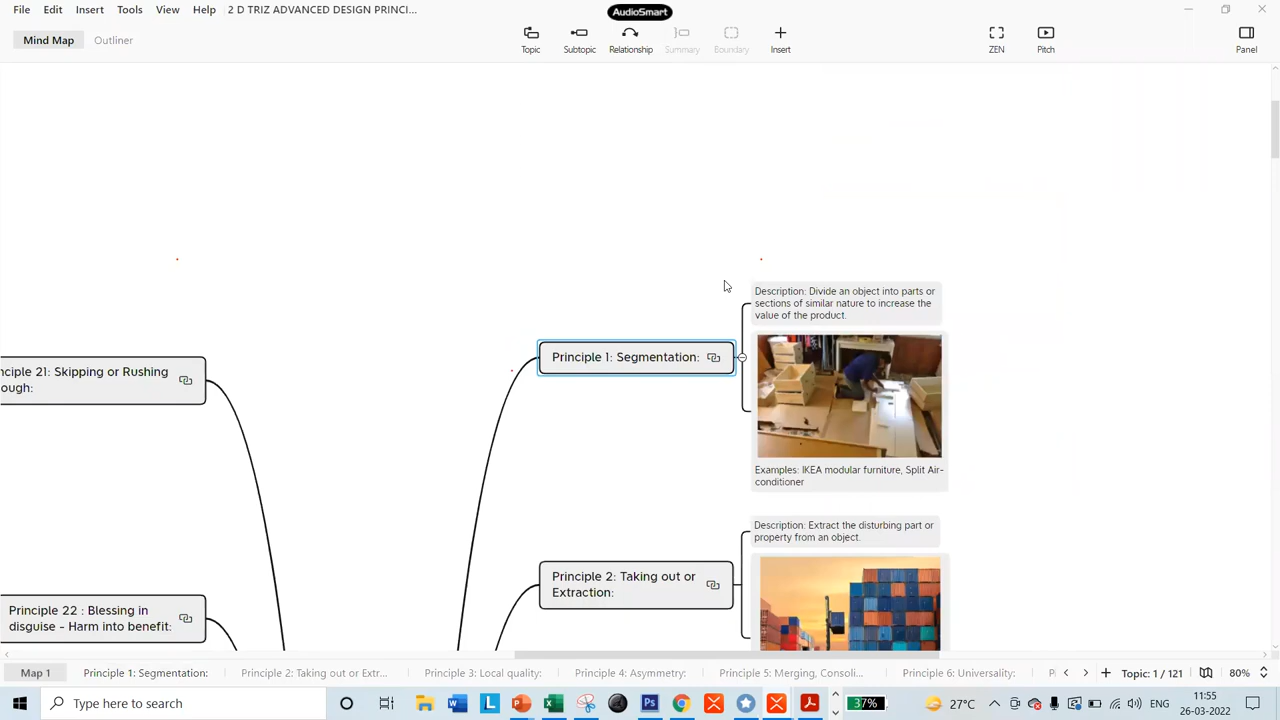 File Edit Insert Tools View Help 2 D TRIZ ADVANCED DESIGN PRINCI...
AudioSmart
Mind Map Outliner
Topic Subtopic Relationship Summary Boundary Insert ZEN Pitch Panel
Description: Divide an object into parts or
sections of similar nature to increase the
value of the product.
Principle 1: Segmentation:
Examples: IKEA modular furniture, Split Air-
conditioner
21: Skipping or Rushing
Description: Extract the disturbing part or
property from an object.
Principle 2: Taking out or
Extraction:
Principle 22 : Blessing in
disguise - Harm into benefit:
Map 1 Principle 1: Segmentation: Principle 2: Taking out or Extr... Principle 3: Local quality: Principle 4: Asymmetry: Principle 5: Merging, Consoli... Principle 6: Universality: Topic: 1 / 121 80%
Type here to search 37% 27°C ENG 11:55
26-03-2022